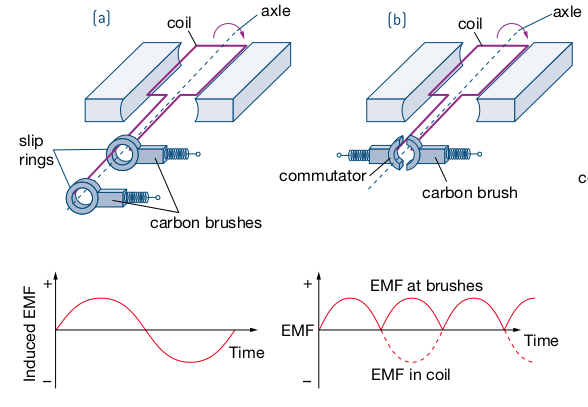 (a)
coil
axle
slip
rings
carbon brushes
(b)
coil
axle
commutator
carbon brush
co
+
Induced EMF
–
Time
+
EMF at brushes
EMF
Time
EMF in coil
–